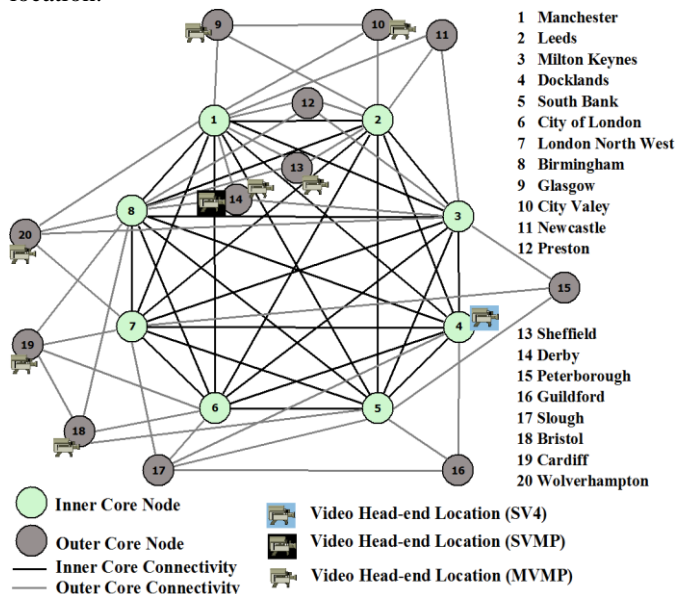 location.
9
10
11
12
1
2
13
14
8
3
20
15
7
4
19
6
5
18
17
16
1 Manchester
2 Leeds
3 Milton Keynes
4 Docklands
5 South Bank
6 City of London
7 London North West
8 Birmingham
9 Glasgow
10 City Valey
11 Newcastle
12 Preston
13 Sheffield
14 Derby
15 Peterborough
16 Guildford
17 Slough
18 Bristol
19 Cardiff
20 Wolverhampton
Inner Core Node
Outer Core Node
Inner Core Connectivity
Outer Core Connectivity
Video Head-end Location (SV4)
Video Head-end Location (SVMP)
Video Head-end Location (MVMP)